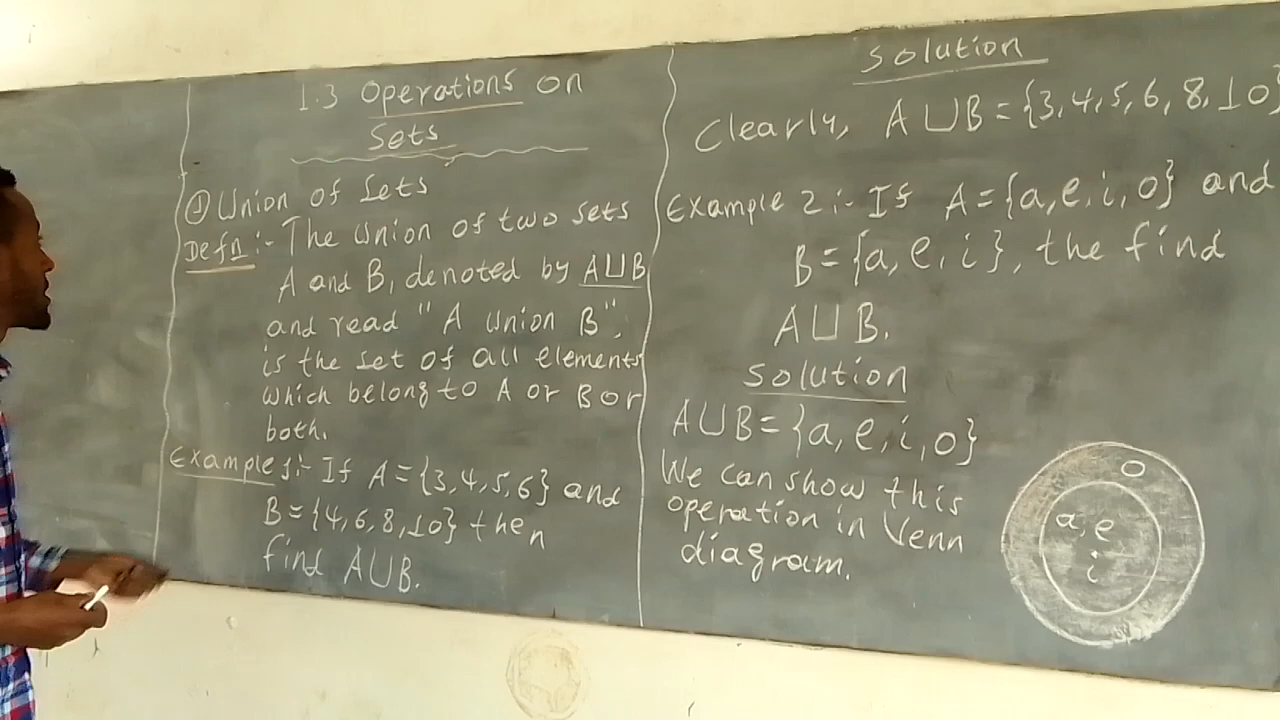 1.3 Operations on
Sets
① Union of Sets
Defn:- The union of two sets
A and B, denoted by A∪B
and read "A union B",
is the set of all elements
which belong to A or B or
both.
Example 1:- If A={3,4,5,6} and
B={4,6,8,10} then
find A∪B.
Solution
Clearly, A∪B={3,4,5,6,8,10}
Example 2:- If A={a,e,i,o} and
B={a,e,i}, the find
A∪B.
Solution
A∪B={a,e,i,o}
We can show this
operation in Venn
diagram.
o
a,e
i